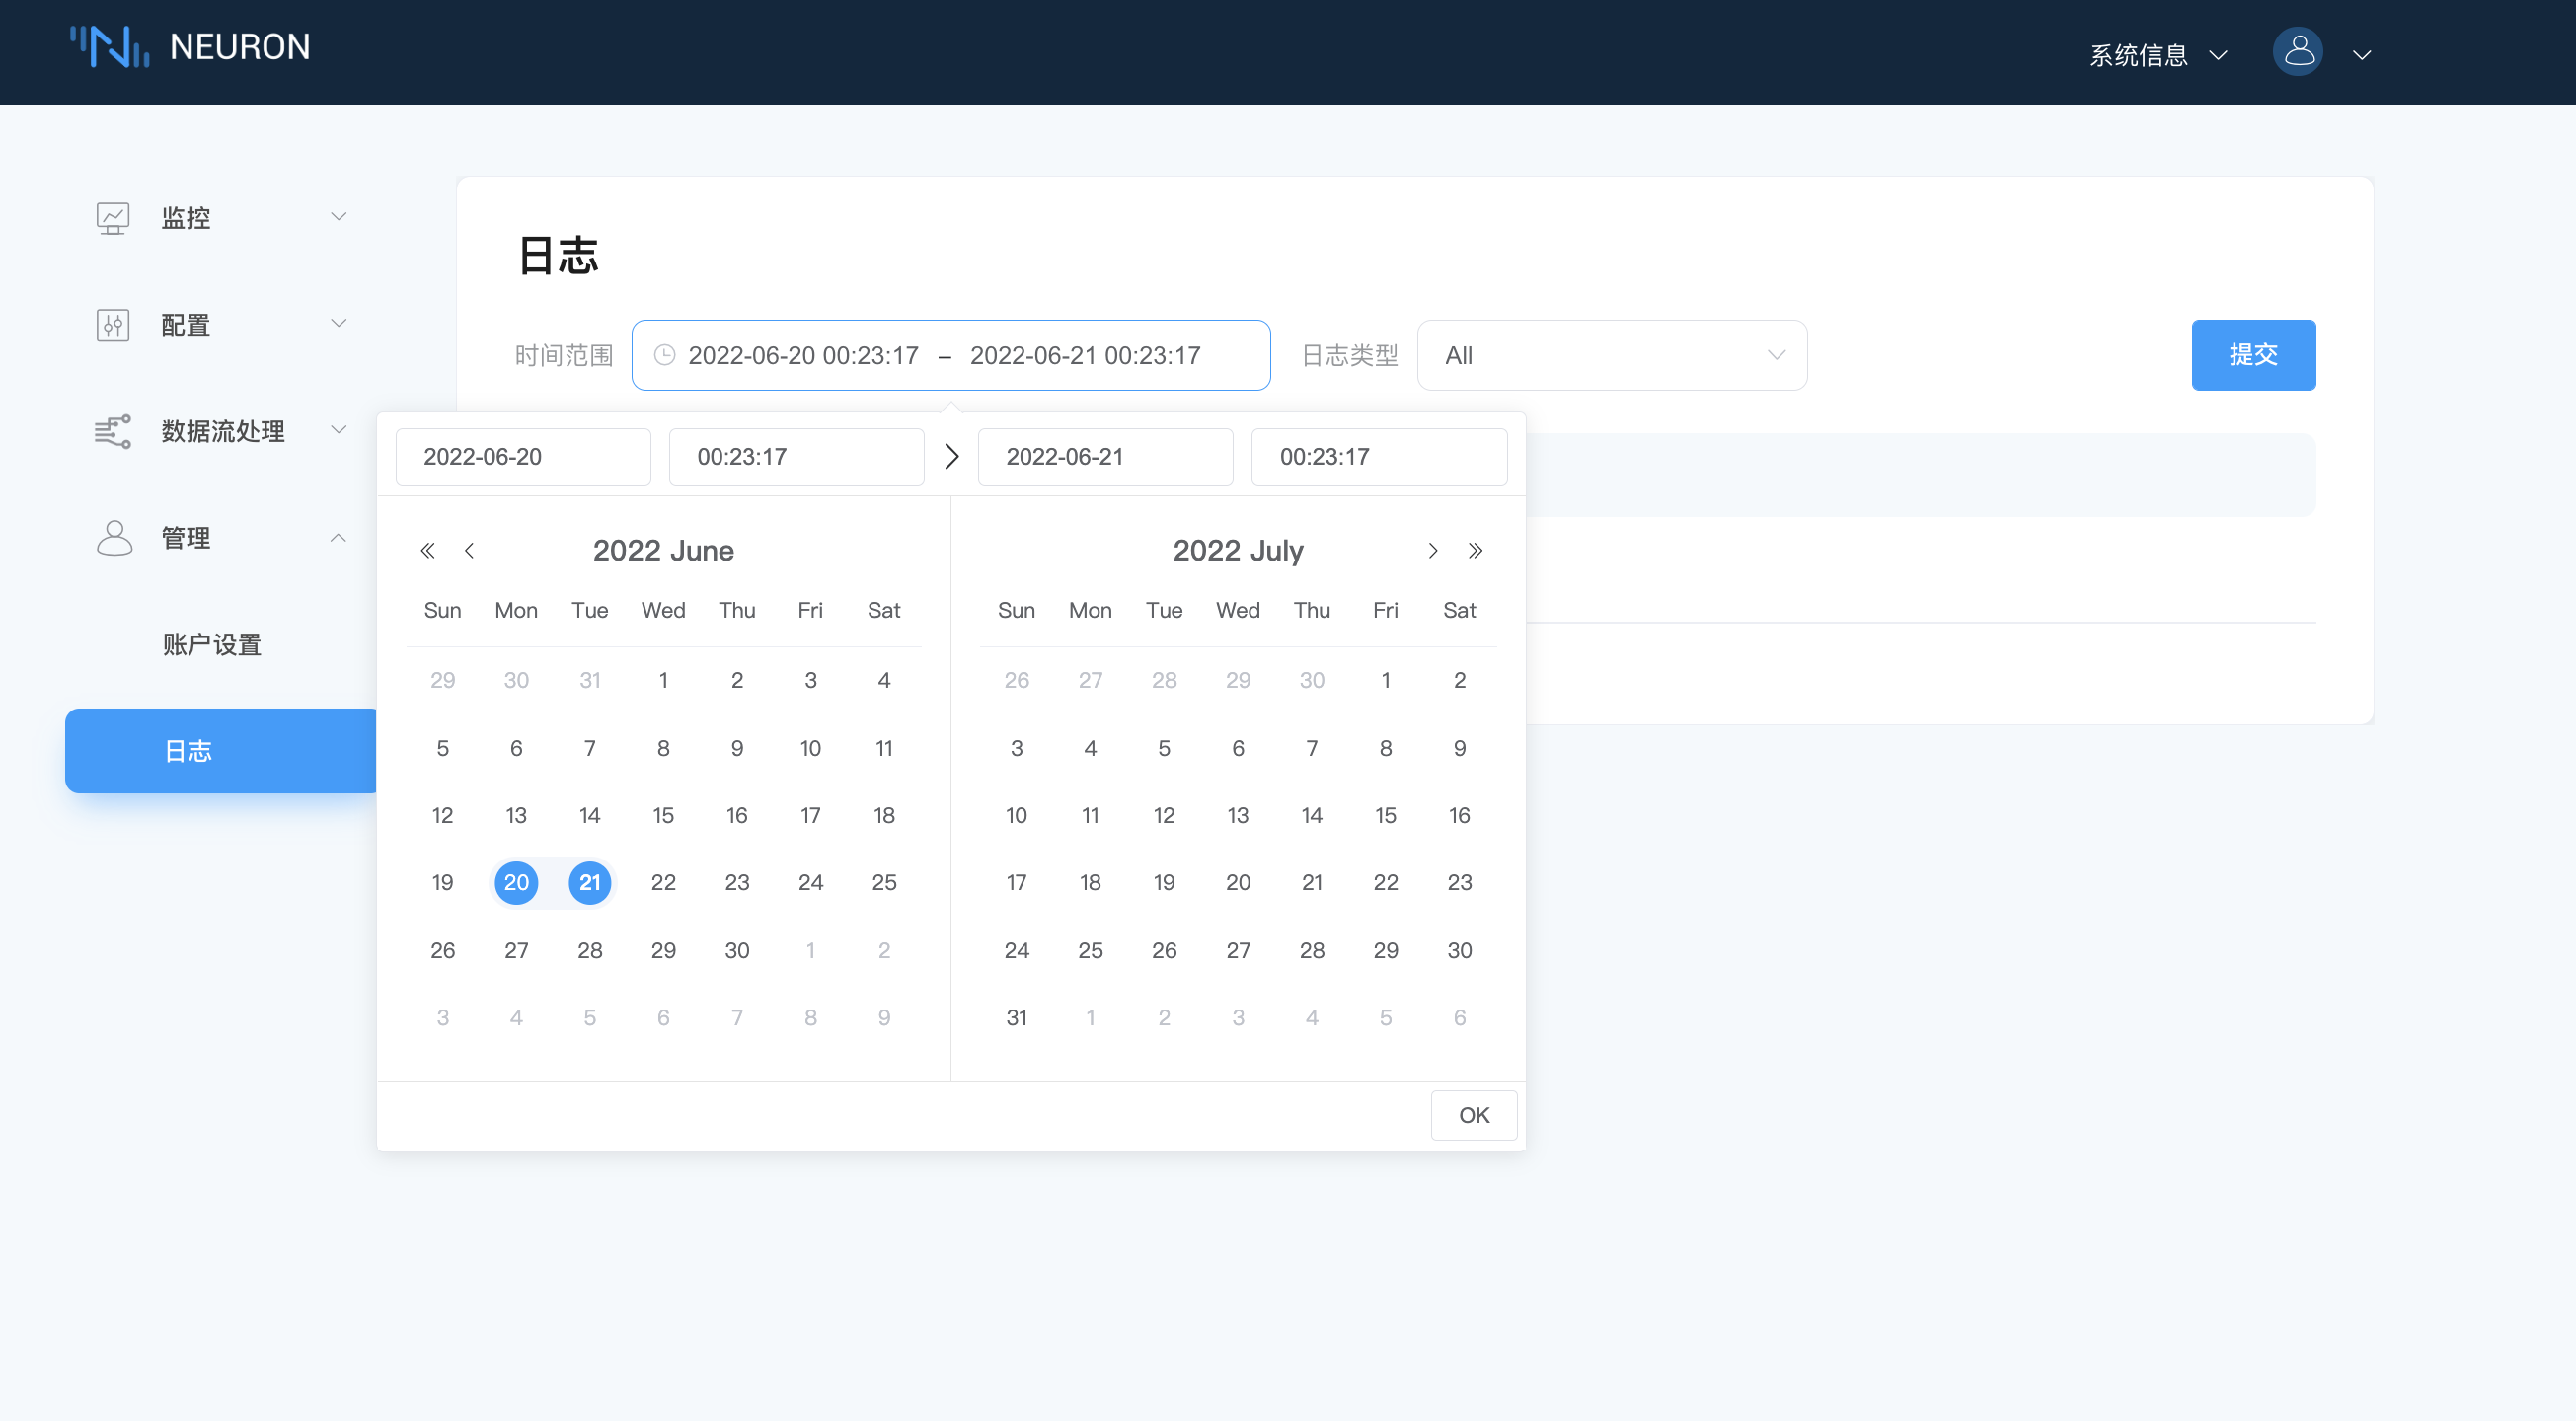 NEURON
系统信息
监控
配置
数据流处理
管理
账户设置
日志
日志
时间范围 2022-06-20 00:23:17 – 2022-06-21 00:23:17 日志类型 All 提交
2022-06-20 00:23:17 2022-06-21 00:23:17
2022 June
Sun Mon Tue Wed Thu Fri Sat
29 30 31 1 2 3 4
5 6 7 8 9 10 11
12 13 14 15 16 17 18
19 20 21 22 23 24 25
26 27 28 29 30 1 2
3 4 5 6 7 8 9
2022 July
Sun Mon Tue Wed Thu Fri Sat
26 27 28 29 30 1 2
3 4 5 6 7 8 9
10 11 12 13 14 15 16
17 18 19 20 21 22 23
24 25 26 27 28 29 30
31 1 2 3 4 5 6
OK